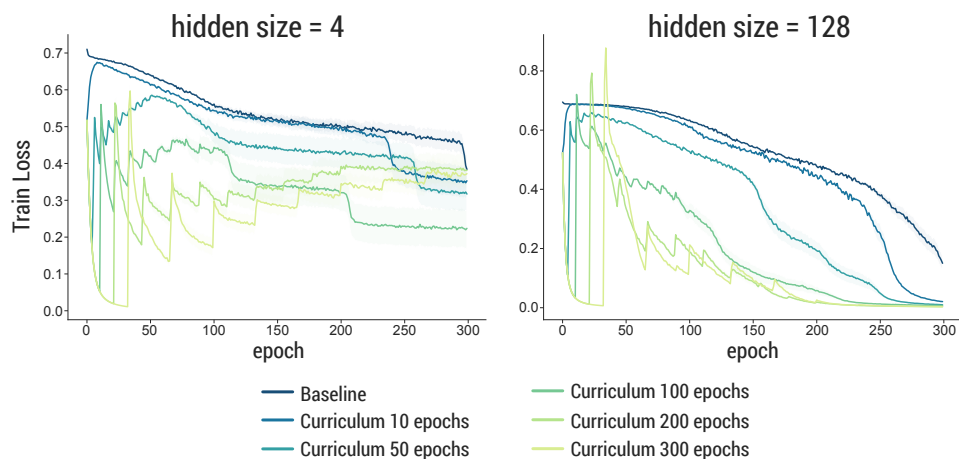 hidden size = 4
Train Loss
0.7
0.6
0.5
0.4
0.3
0.2
0.1
0.0
0
50
100
150
200
250
300
epoch
hidden size = 128
0.8
0.6
0.4
0.2
0.0
0
50
100
150
200
250
300
epoch
Baseline
Curriculum 10 epochs
Curriculum 50 epochs
Curriculum 100 epochs
Curriculum 200 epochs
Curriculum 300 epochs